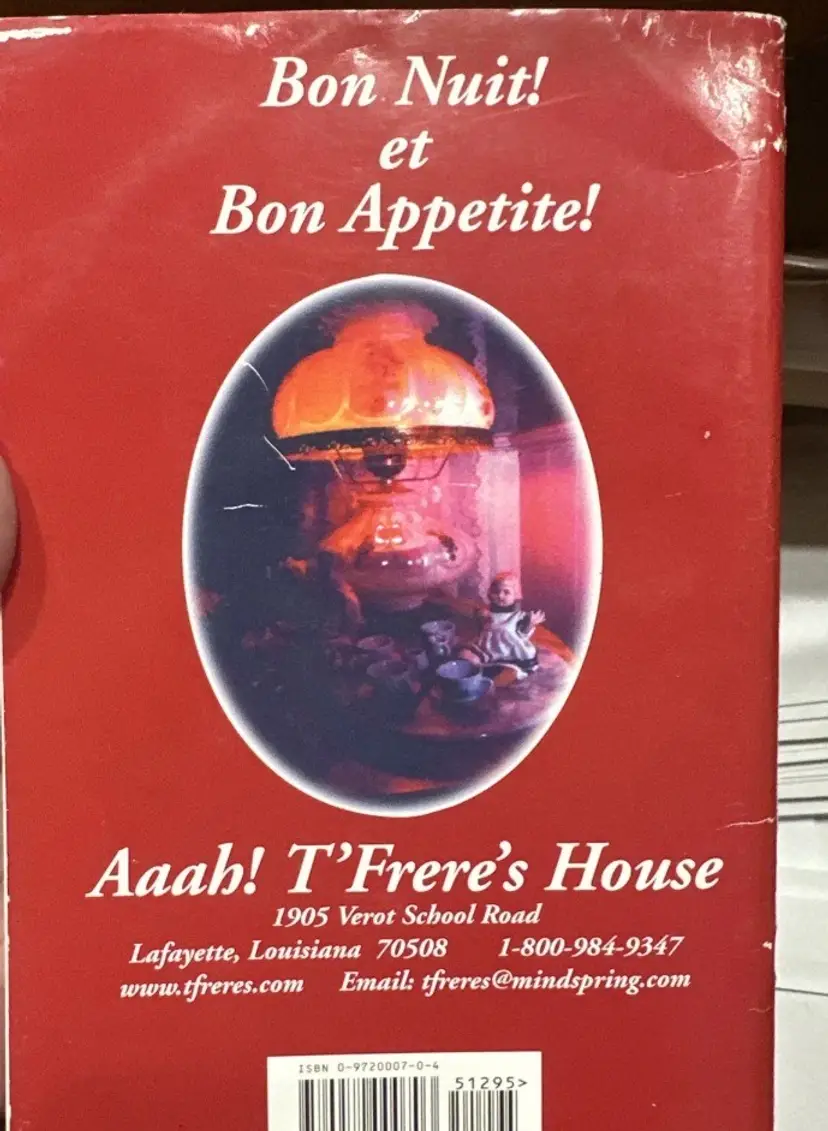 Bon Nuit!
et
Bon Appetite!
Aaah! T'Frere's House
1905 Verot School Road
Lafayette, Louisiana 70508 1-800-984-9347
www.tfreres.com Email: tfreres@mindspring.com
ISBN 0-9720007-0-4
51295>